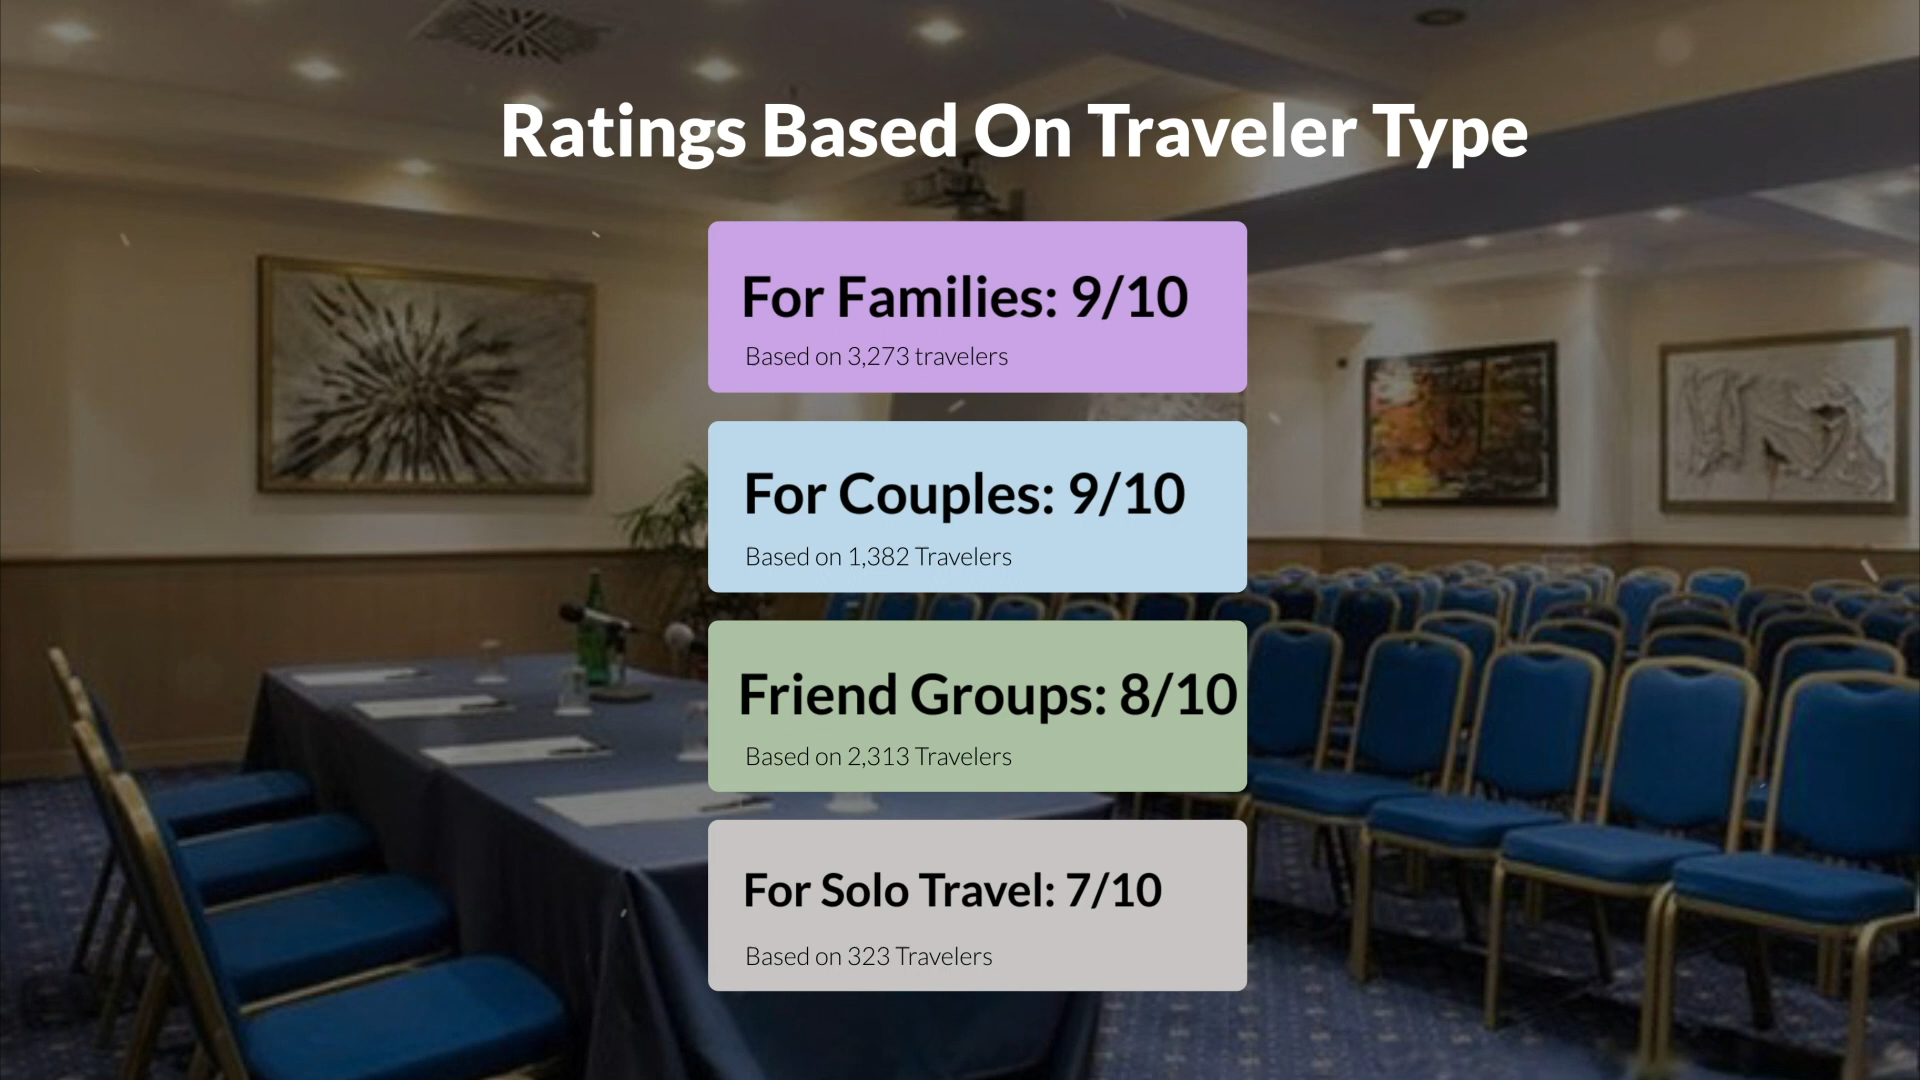 Ratings Based On Traveler Type
For Families: 9/10
Based on 3,273 travelers
For Couples: 9/10
Based on 1,382 Travelers
Friend Groups: 8/10
Based on 2,313 Travelers
For Solo Travel: 7/10
Based on 323 Travelers